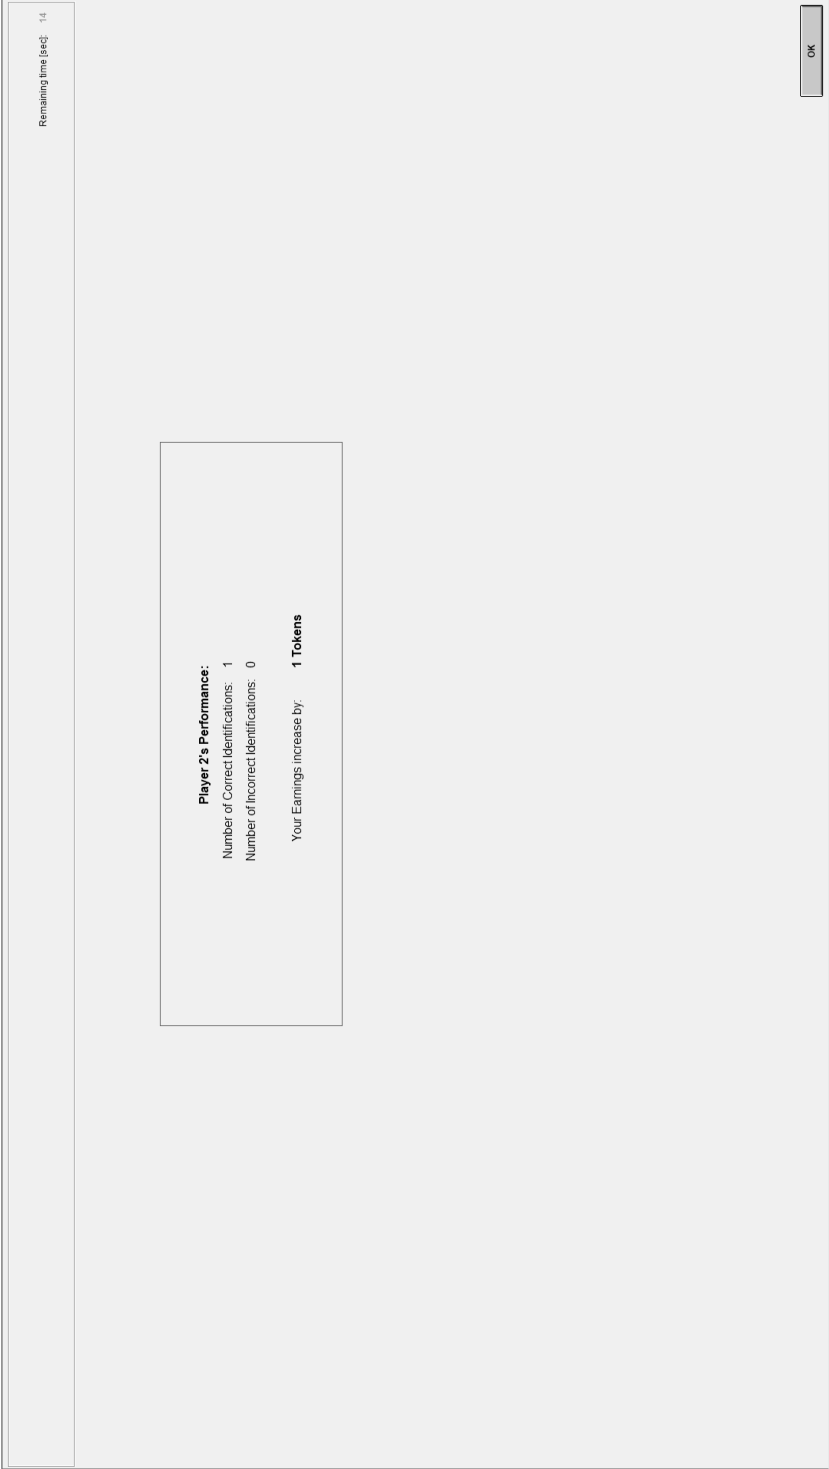 Remaining time [sec]: 14
Player 2's Performance:
Number of Correct Identifications: 1
Number of Incorrect Identifications: 0
Your Earnings increase by: 1 Tokens
OK